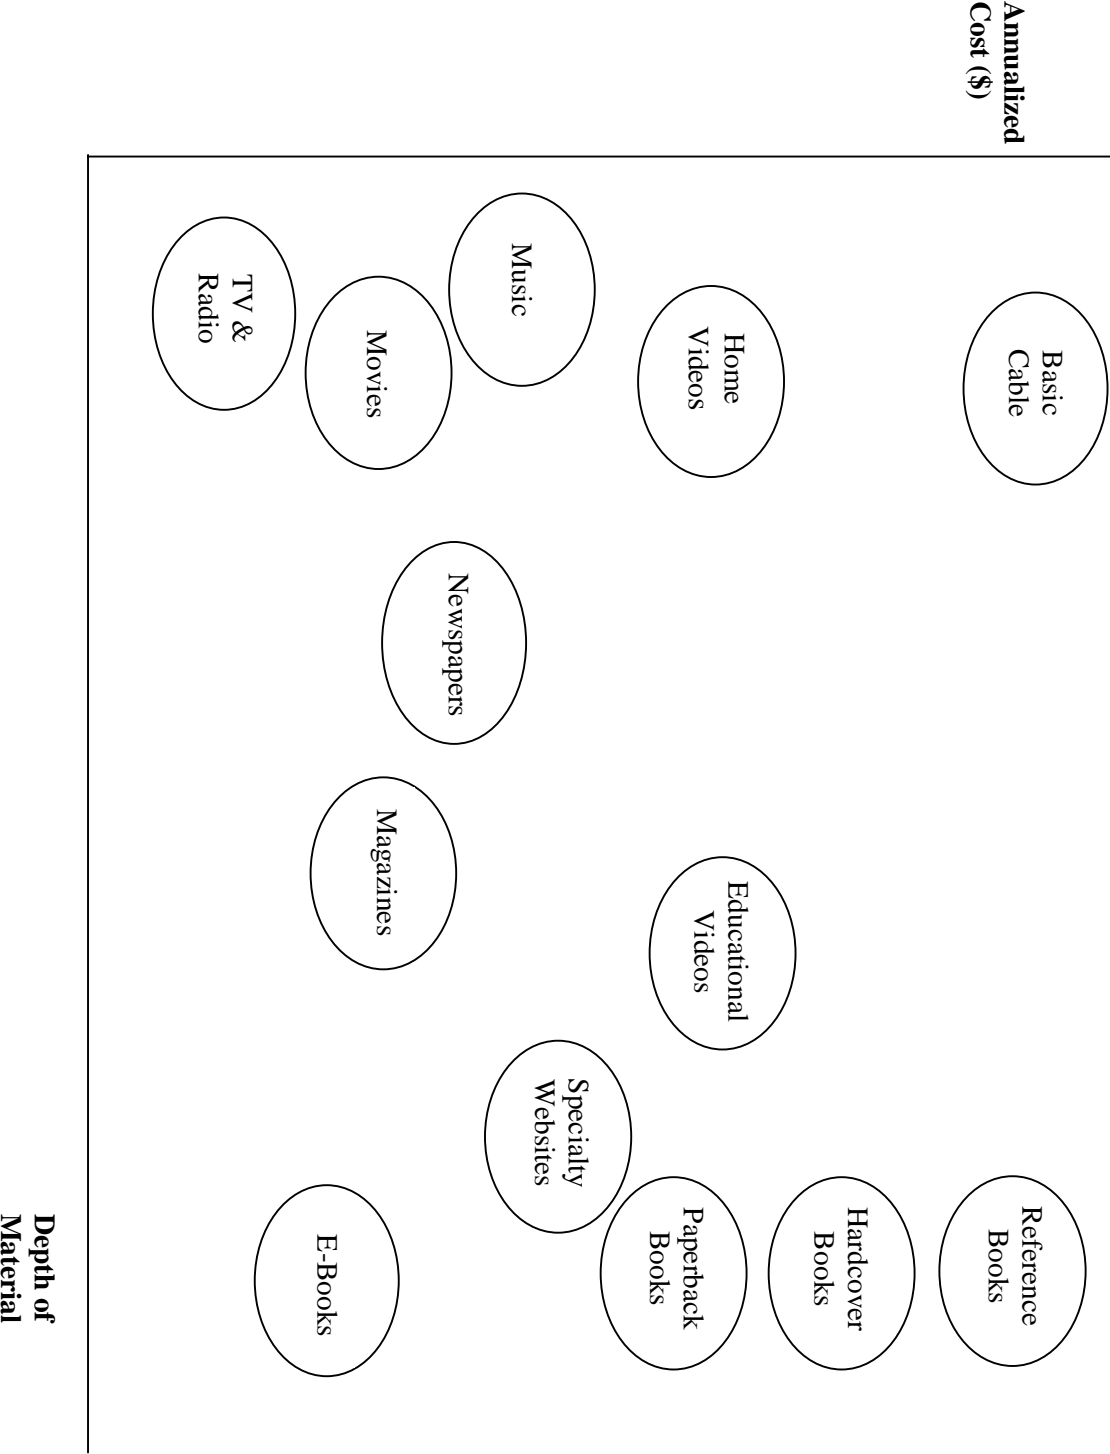 Annualized
Cost ($)
Basic
Cable
Reference
Books
Hardcover
Books
Home
Videos
Educational
Videos
Paperback
Books
Music
Specialty
Websites
Newspapers
Movies
Magazines
E-Books
TV &
Radio
Depth of
Material